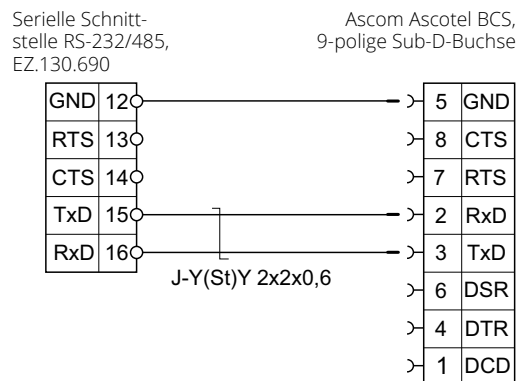 Serielle Schnitt-
stelle RS-232/485,
EZ.130.690
Ascom Ascotel BCS,
9-polige Sub-D-Buchse
GND 12
RTS 13
CTS 14
TxD 15
RxD 16
J-Y(St)Y 2x2x0,6
5 GND
8 CTS
7 RTS
2 RxD
3 TxD
6 DSR
4 DTR
1 DCD